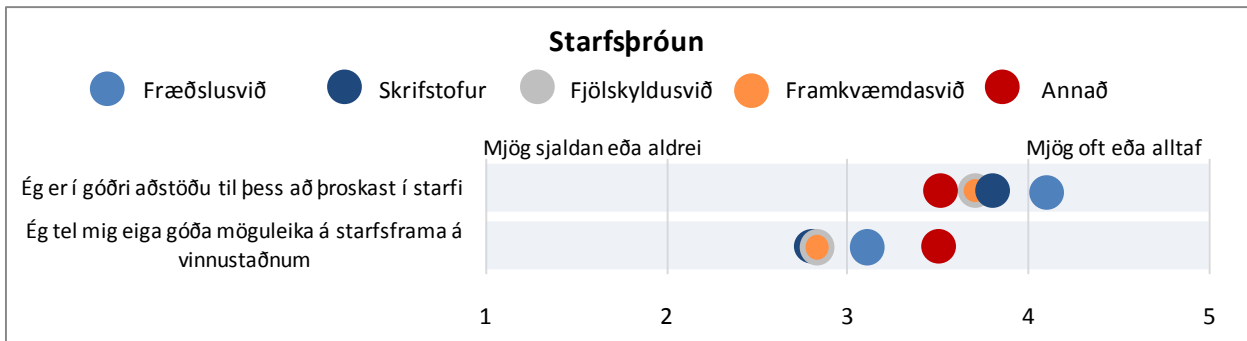 Starfsþróun
Fræðslusvið Skrifstofur Fjölskyldusvið Framkvæmdasvið Annað
Mjög sjaldan eða aldrei Mjög oft eða alltaf
Ég er í góðri aðstöðu til þess að þroskast í starfi
Ég tel mig eiga góða möguleika á starfsframa á
vinnustaðnum
1 2 3 4 5